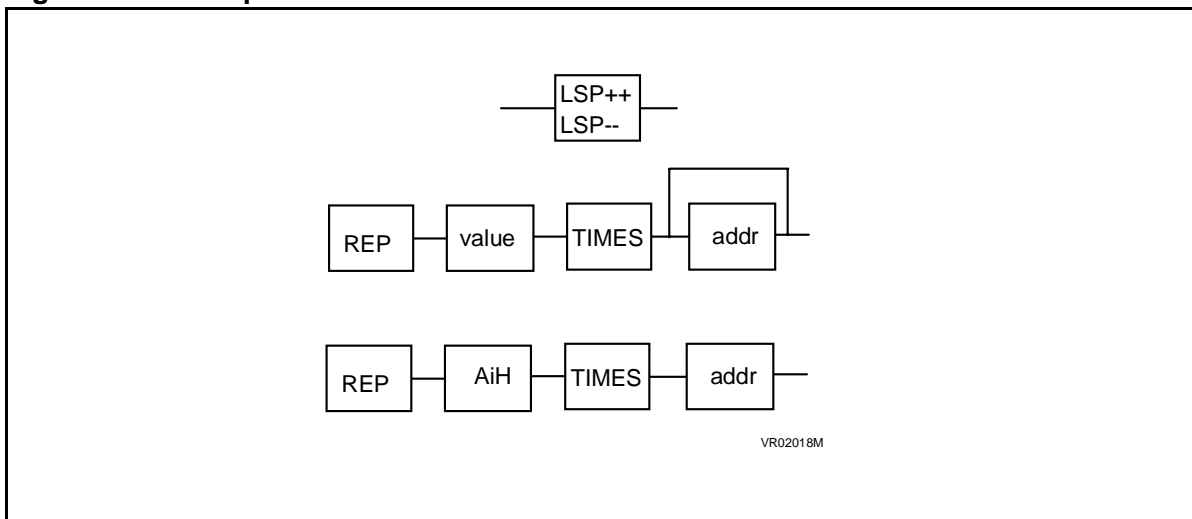 LSP++
LSP--
REP value TIMES addr
REP AiH TIMES addr
VR02018M